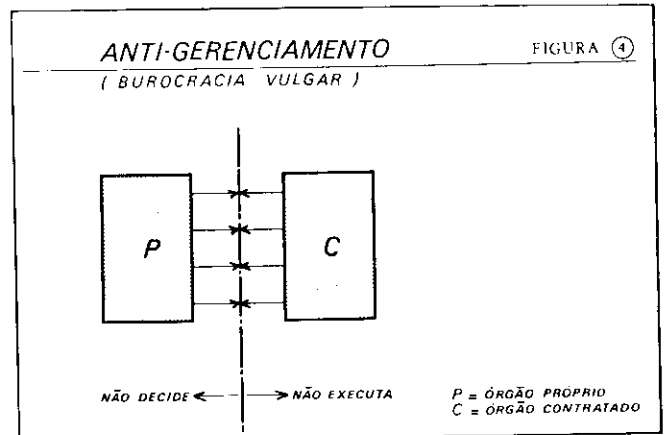 ANTI-GERENCIAMENTO
FIGURA 4
( BUROCRACIA VULGAR )
P
C
NÃO DECIDE
NÃO EXECUTA
P = ÓRGÃO PRÓPRIO
C = ÓRGÃO CONTRATADO